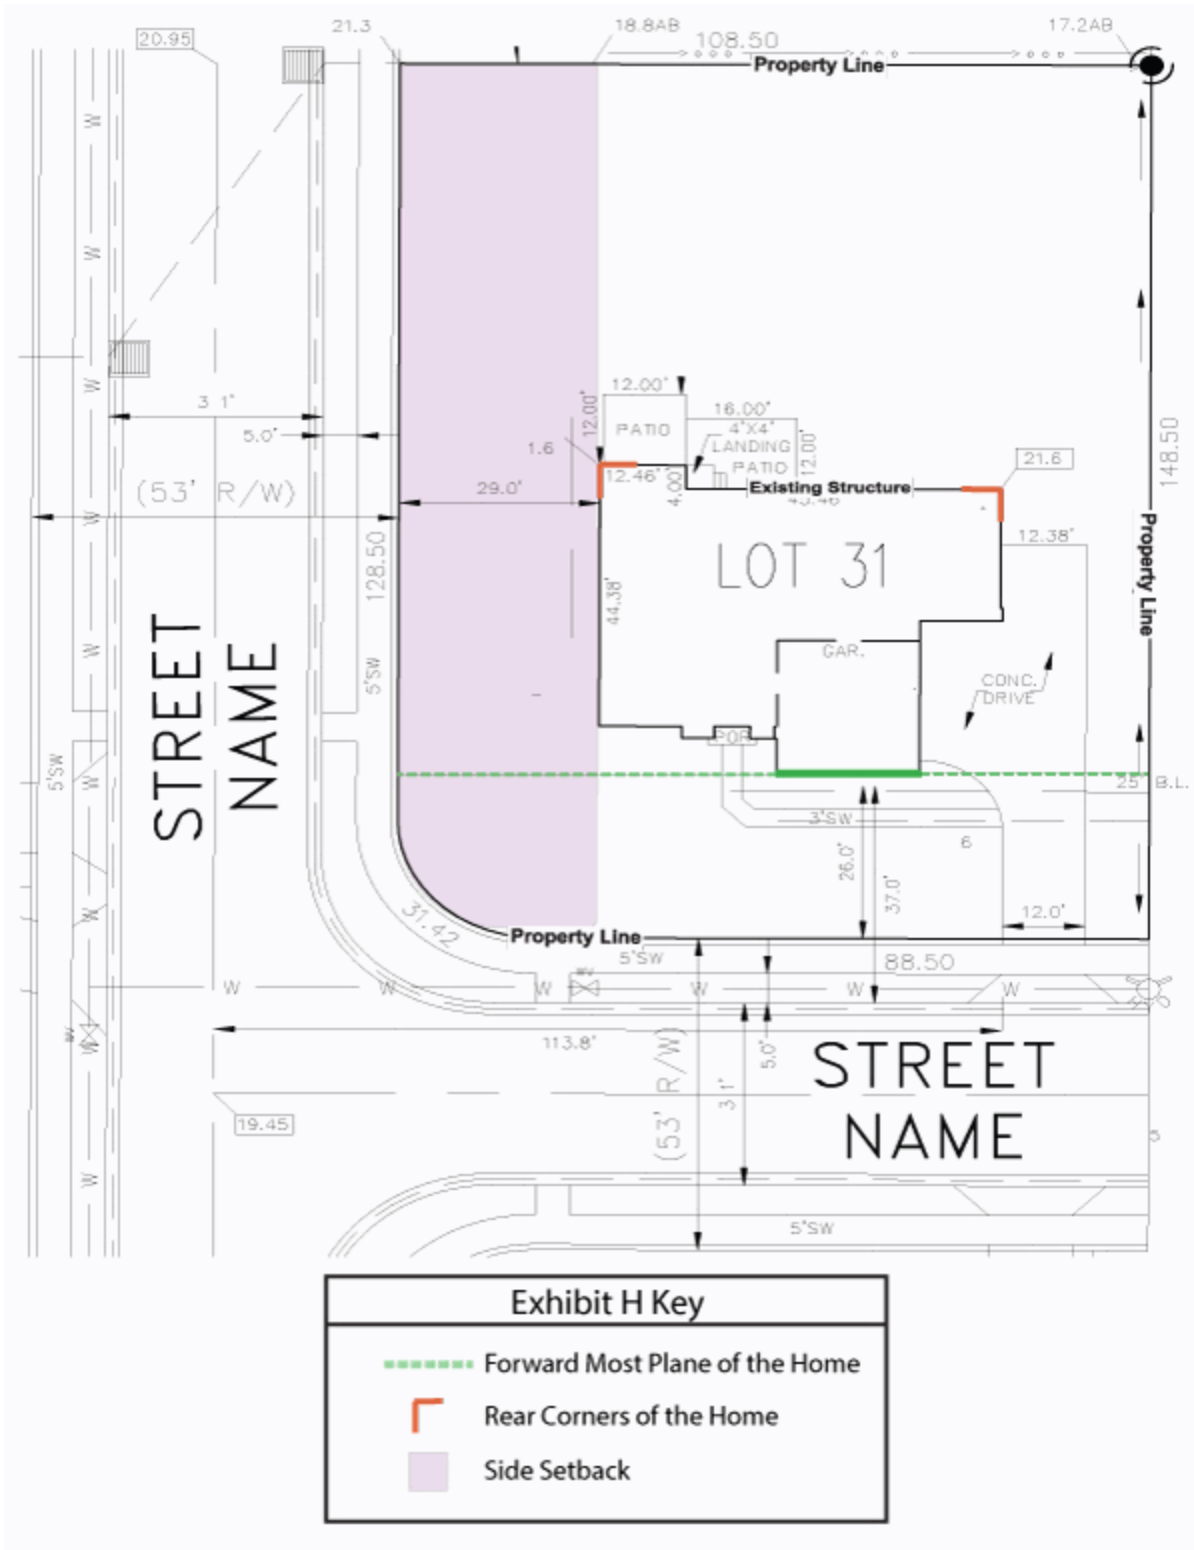 20.95
21.3
18.8AB
108.50
17.2AB
Property Line
W
W
W
3 1'
5.0'
(53' R/W)
W
W
W
W
W
128.50
5'SW
5'SW
STREET
NAME
12.00'
12.00'
PATIO
16.00'
4'X4'
LANDING
PATIO
12.00'
1.6
12.46'
4.00'
29.0'
Existing Structure
21.6
148.50
Property Line
12.38'
LOT 31
44.38'
GAR.
CONC.
DRIVE
POR
25' B.L.
3'SW
6
26.0'
37.0'
12.0'
31.42
Property Line
5'SW
88.50
W
W
W
WV
W
W
W
WV
113.8'
(53' R/W)
3 1'
5.0'
STREET
NAME
19.45
5'SW
Exhibit H Key
Forward Most Plane of the Home
Rear Corners of the Home
Side Setback